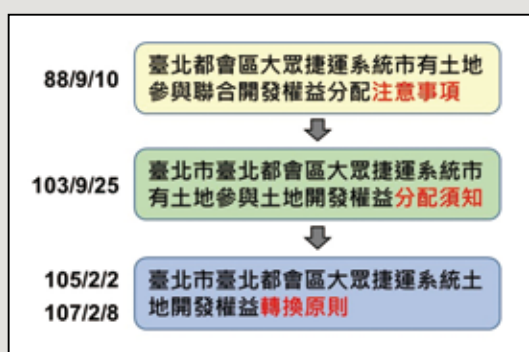 88/9/10
臺北都會區大眾捷運系統市有土地
參與聯合開發權益分配注意事項
103/9/25
臺北市臺北都會區大眾捷運系統市
有土地參與土地開發權益分配須知
105/2/2
107/2/8
臺北市臺北都會區大眾捷運系統土
地開發權益轉換原則